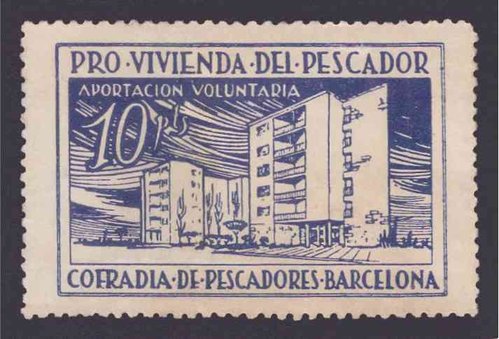 PRO·VIVIENDA·DEL·PESCADOR
APORTACION VOLUNTARIA
10 pts
COFRADIA·DE·PESCADORES·BARCELONA